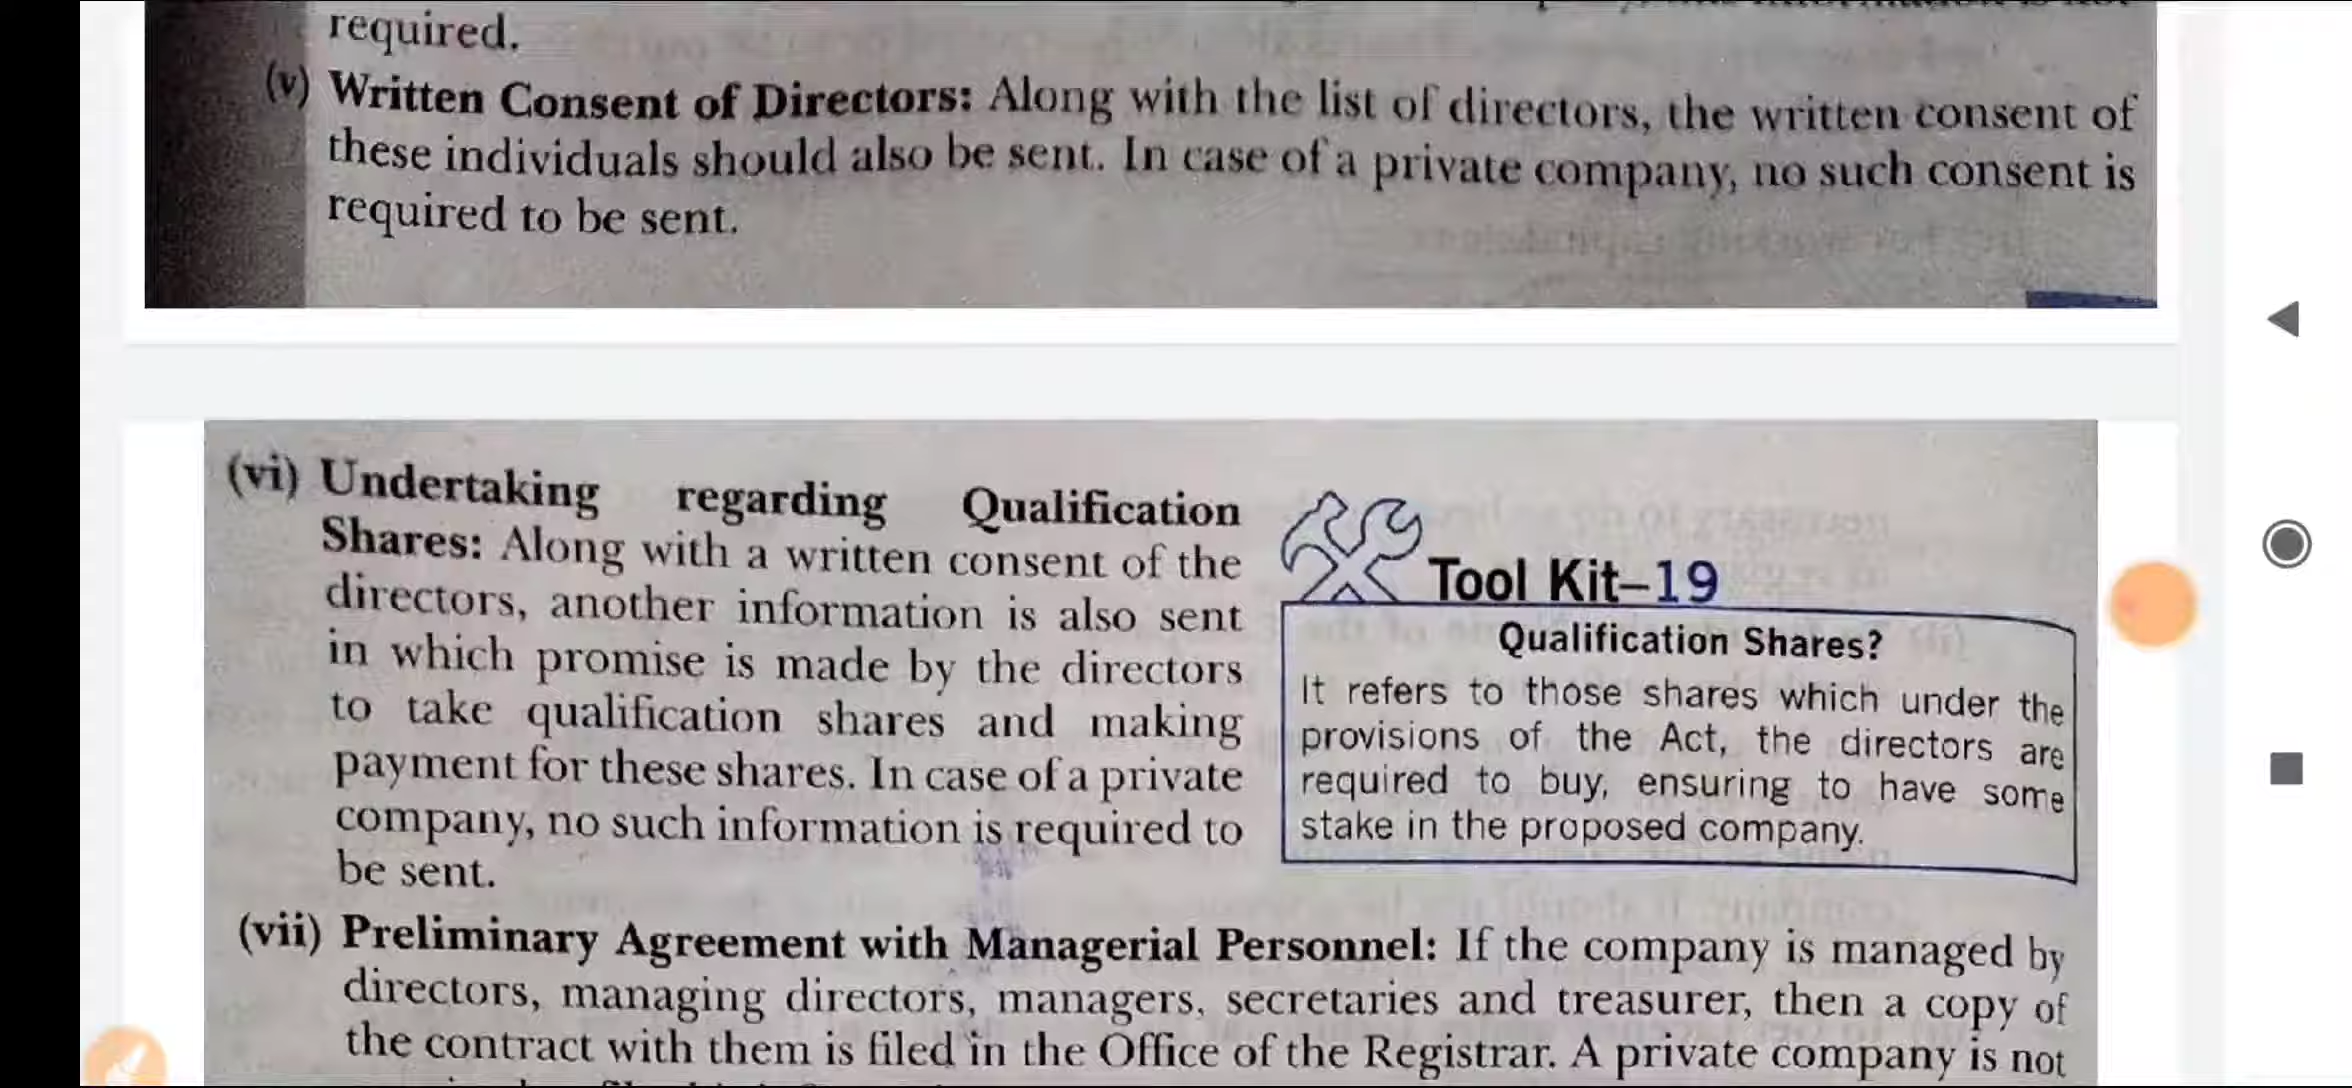 required.
(v) Written Consent of Directors: Along with the list of directors, the written consent of
these individuals should also be sent. In case of a private company, no such consent is
required to be sent.
(vi) Undertaking regarding Qualification
Shares: Along with a written consent of the
directors, another information is also sent
in which promise is made by the directors
to take qualification shares and making
payment for these shares. In case of a private
company, no such information is required to
be sent.
Tool Kit-19
Qualification Shares?
It refers to those shares which under the
provisions of the Act, the directors are
required to buy, ensuring to have some
stake in the proposed company.
(vii) Preliminary Agreement with Managerial Personnel: If the company is managed by
directors, managing directors, managers, secretaries and treasurer, then a copy of
the contract with them is filed in the Office of the Registrar. A private company is not